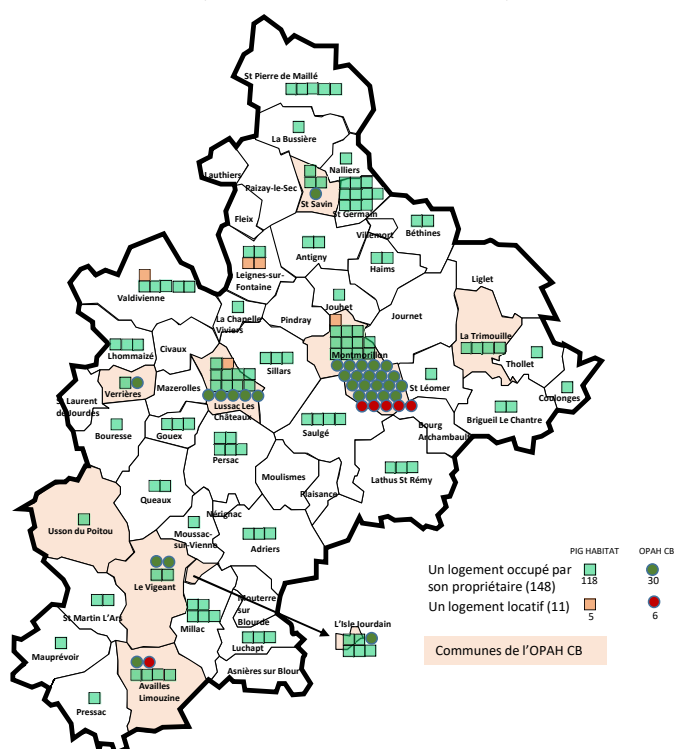 St Pierre de Maillé
La Bussière
Lauthiers
Nalliers
Paizay-le-Sec
St Savin
St Germain
Fleix
Villemort
Béthines
Antigny
Haims
Leignes-sur-
Fontaine
Liglet
Valdivienne
Jouhet
La Chapelle
Viviers
Pindray
Journet
La Trimouille
Lhommaizé
Civaux
Montmorillon
Sillars
Thollet
Verrières
Mazerolles
St Léomer
Coulonges
St Laurent
de Jourdes
Lussac Les
Châteaux
Brigueil Le Chantre
Bouresse
Gouex
Saulgé
Bourg
Archambault
Persac
Lathus St Rémy
Moulismes
Queaux
Plaisance
Nérignac
Usson du Poitou
Moussac-
sur-Vienne
Adriers
Le Vigeant
St Martin L'Ars
Millac
Mouterre
sur
Blourde
L'Isle Jourdain
Mauprévoir
Luchapt
Asnières sur Blour
Availles
Limouzine
Pressac
PIG HABITAT
OPAH CB
Un logement occupé par
son propriétaire (148)
118
30
Un logement locatif (11)
5
6
Communes de l'OPAH CB